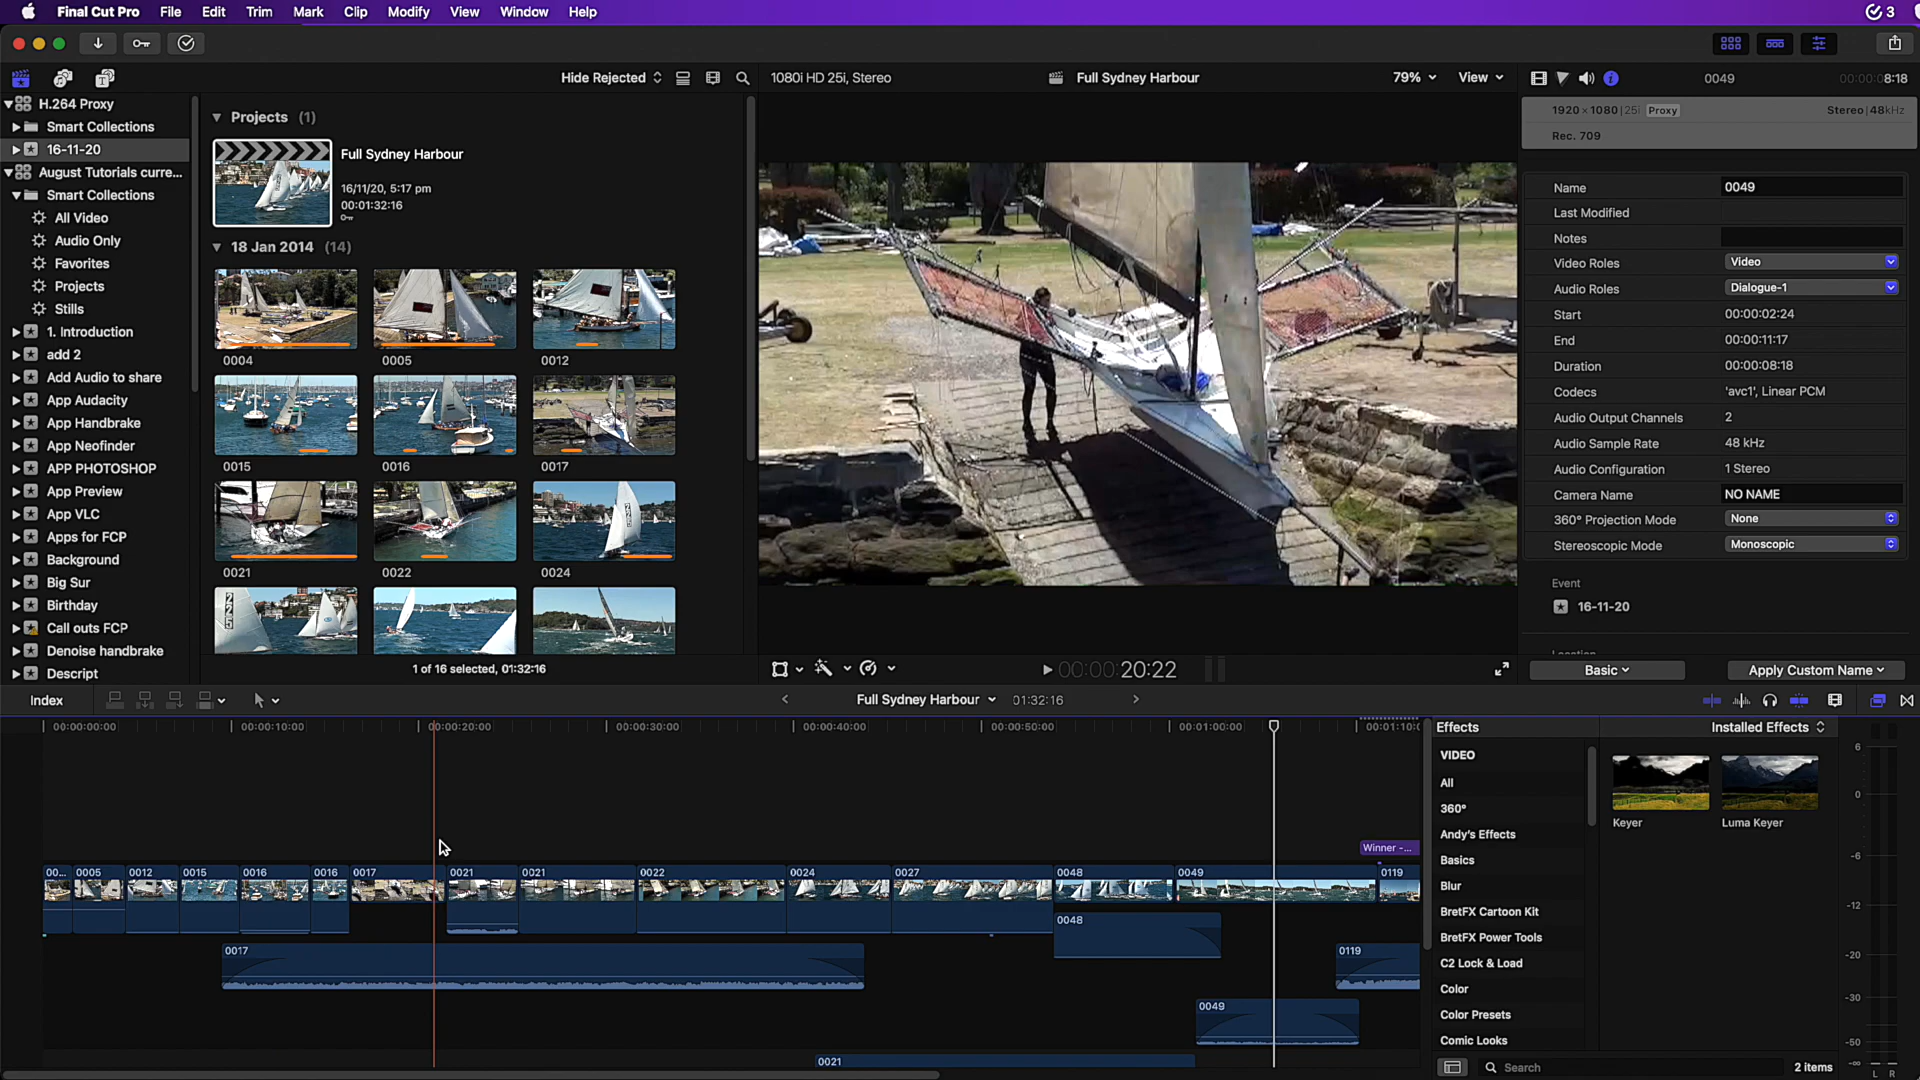 Final Cut Pro File Edit Trim Mark Clip Modify View Window Help 3
Hide Rejected 1080i HD 25i, Stereo Full Sydney Harbour 79% View 0049 00:00:08:18
H.264 Proxy
Smart Collections
16-11-20
August Tutorials curre...
Smart Collections
All Video
Audio Only
Favorites
Projects
Stills
1. Introduction
add 2
Add Audio to share
App Audacity
App Handbrake
App Neofinder
APP PHOTOSHOP
App Preview
App VLC
Apps for FCP
Background
Big Sur
Birthday
Call outs FCP
Denoise handbrake
Descript
Projects (1)
Full Sydney Harbour
16/11/20, 5:17 pm
00:01:32:16
18 Jan 2014 (14)
0004 0005 0012
0015 0016 0017
0021 0022 0024
1 of 16 selected, 01:32:16
00:00:00:20:22
1920 × 1080 | 25i Proxy Stereo | 48kHz
Rec. 709
Name 0049
Last Modified
Notes
Video Roles Video
Audio Roles Dialogue-1
Start 00:00:02:24
End 00:00:11:17
Duration 00:00:08:18
Codecs 'avc1', Linear PCM
Audio Output Channels 2
Audio Sample Rate 48 kHz
Audio Configuration 1 Stereo
Camera Name NO NAME
360° Projection Mode None
Stereoscopic Mode Monoscopic
Event
16-11-20
Basic Apply Custom Name
Index Full Sydney Harbour 01:32:16
00:00:00:00 00:00:10:00 00:00:20:00 00:00:30:00 00:00:40:00 00:00:50:00 00:01:00:00 00:01:10:0
Winner -...
00... 0005 0012 0015 0016 0016 0017 0021 0021 0022 0024 0027 0048 0049 0119
0048
0017 0119
0049
0021
Effects Installed Effects
VIDEO
All
360°
Andy's Effects
Basics
Blur
BretFX Cartoon Kit
BretFX Power Tools
C2 Lock & Load
Color
Color Presets
Comic Looks
Keyer Luma Keyer
Search 2 items
6
0
-6
-12
-20
-30
-50
-∞
L R